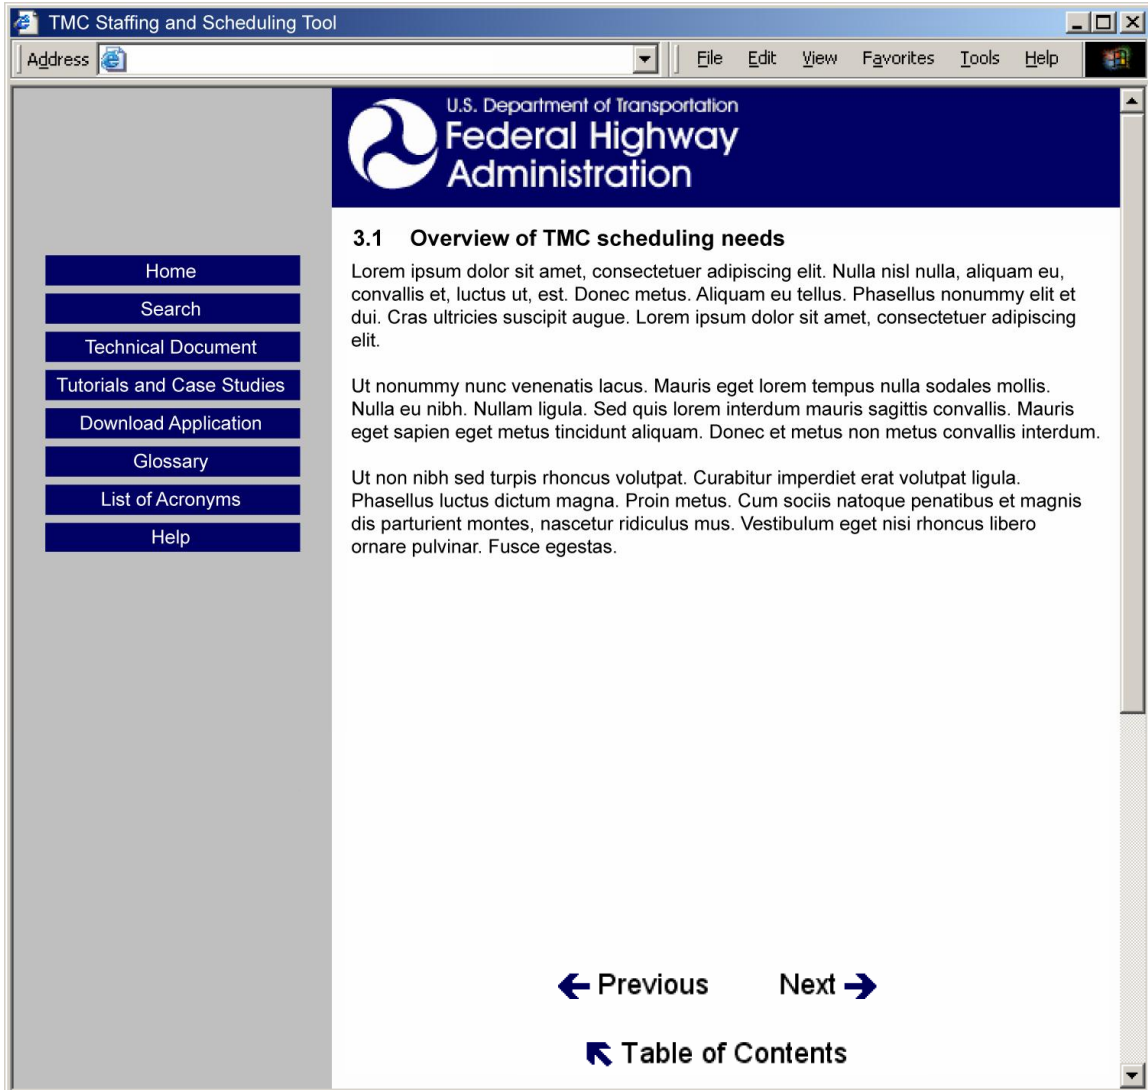 TMC Staffing and Scheduling Tool
Address File Edit View Favorites Tools Help
U.S. Department of Transportation
Federal Highway
Administration
Home
Search
Technical Document
Tutorials and Case Studies
Download Application
Glossary
List of Acronyms
Help
3.1 Overview of TMC scheduling needs
Lorem ipsum dolor sit amet, consectetuer adipiscing elit. Nulla nisl nulla, aliquam eu,
convallis et, luctus ut, est. Donec metus. Aliquam eu tellus. Phasellus nonummy elit et
dui. Cras ultricies suscipit augue. Lorem ipsum dolor sit amet, consectetuer adipiscing
elit.
Ut nonummy nunc venenatis lacus. Mauris eget lorem tempus nulla sodales mollis.
Nulla eu nibh. Nullam ligula. Sed quis lorem interdum mauris sagittis convallis. Mauris
eget sapien eget metus tincidunt aliquam. Donec et metus non metus convallis interdum.
Ut non nibh sed turpis rhoncus volutpat. Curabitur imperdiet erat volutpat ligula.
Phasellus luctus dictum magna. Proin metus. Cum sociis natoque penatibus et magnis
dis parturient montes, nascetur ridiculus mus. Vestibulum eget nisi rhoncus libero
ornare pulvinar. Fusce egestas.
Previous Next
Table of Contents